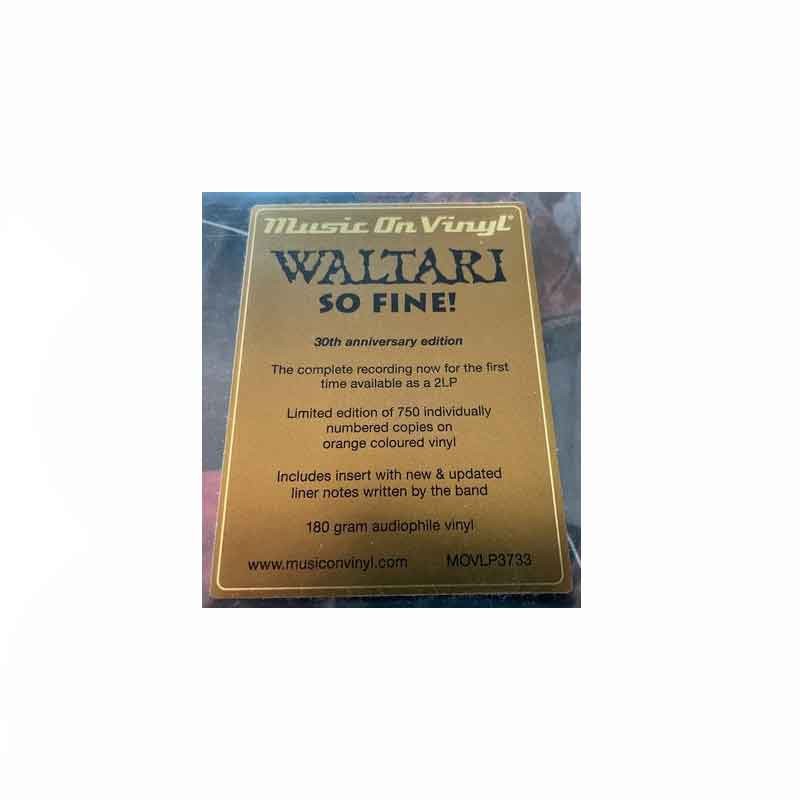 Music On Vinyl®
WALTARI
SO FINE!
30th anniversary edition
The complete recording now for the first
time available as a 2LP
Limited edition of 750 individually
numbered copies on
orange coloured vinyl
Includes insert with new & updated
liner notes written by the band
180 gram audiophile vinyl
www.musiconvinyl.com MOVLP3733